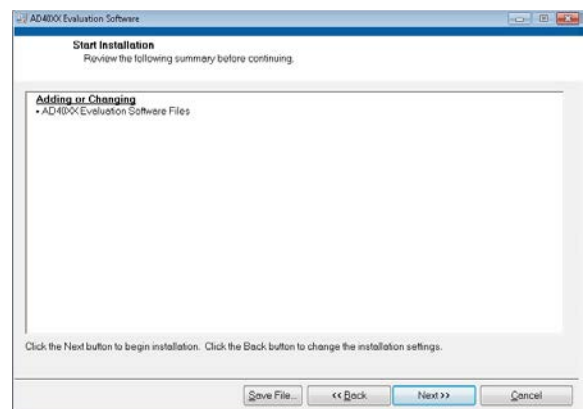 AD40XX Evaluation Software
Start Installation
Review the following summary before continuing.
Adding or Changing
• AD40XX Evaluation Software Files
Click the Next button to begin installation. Click the Back button to change the installation settings.
Save File... << Back Next >> Cancel